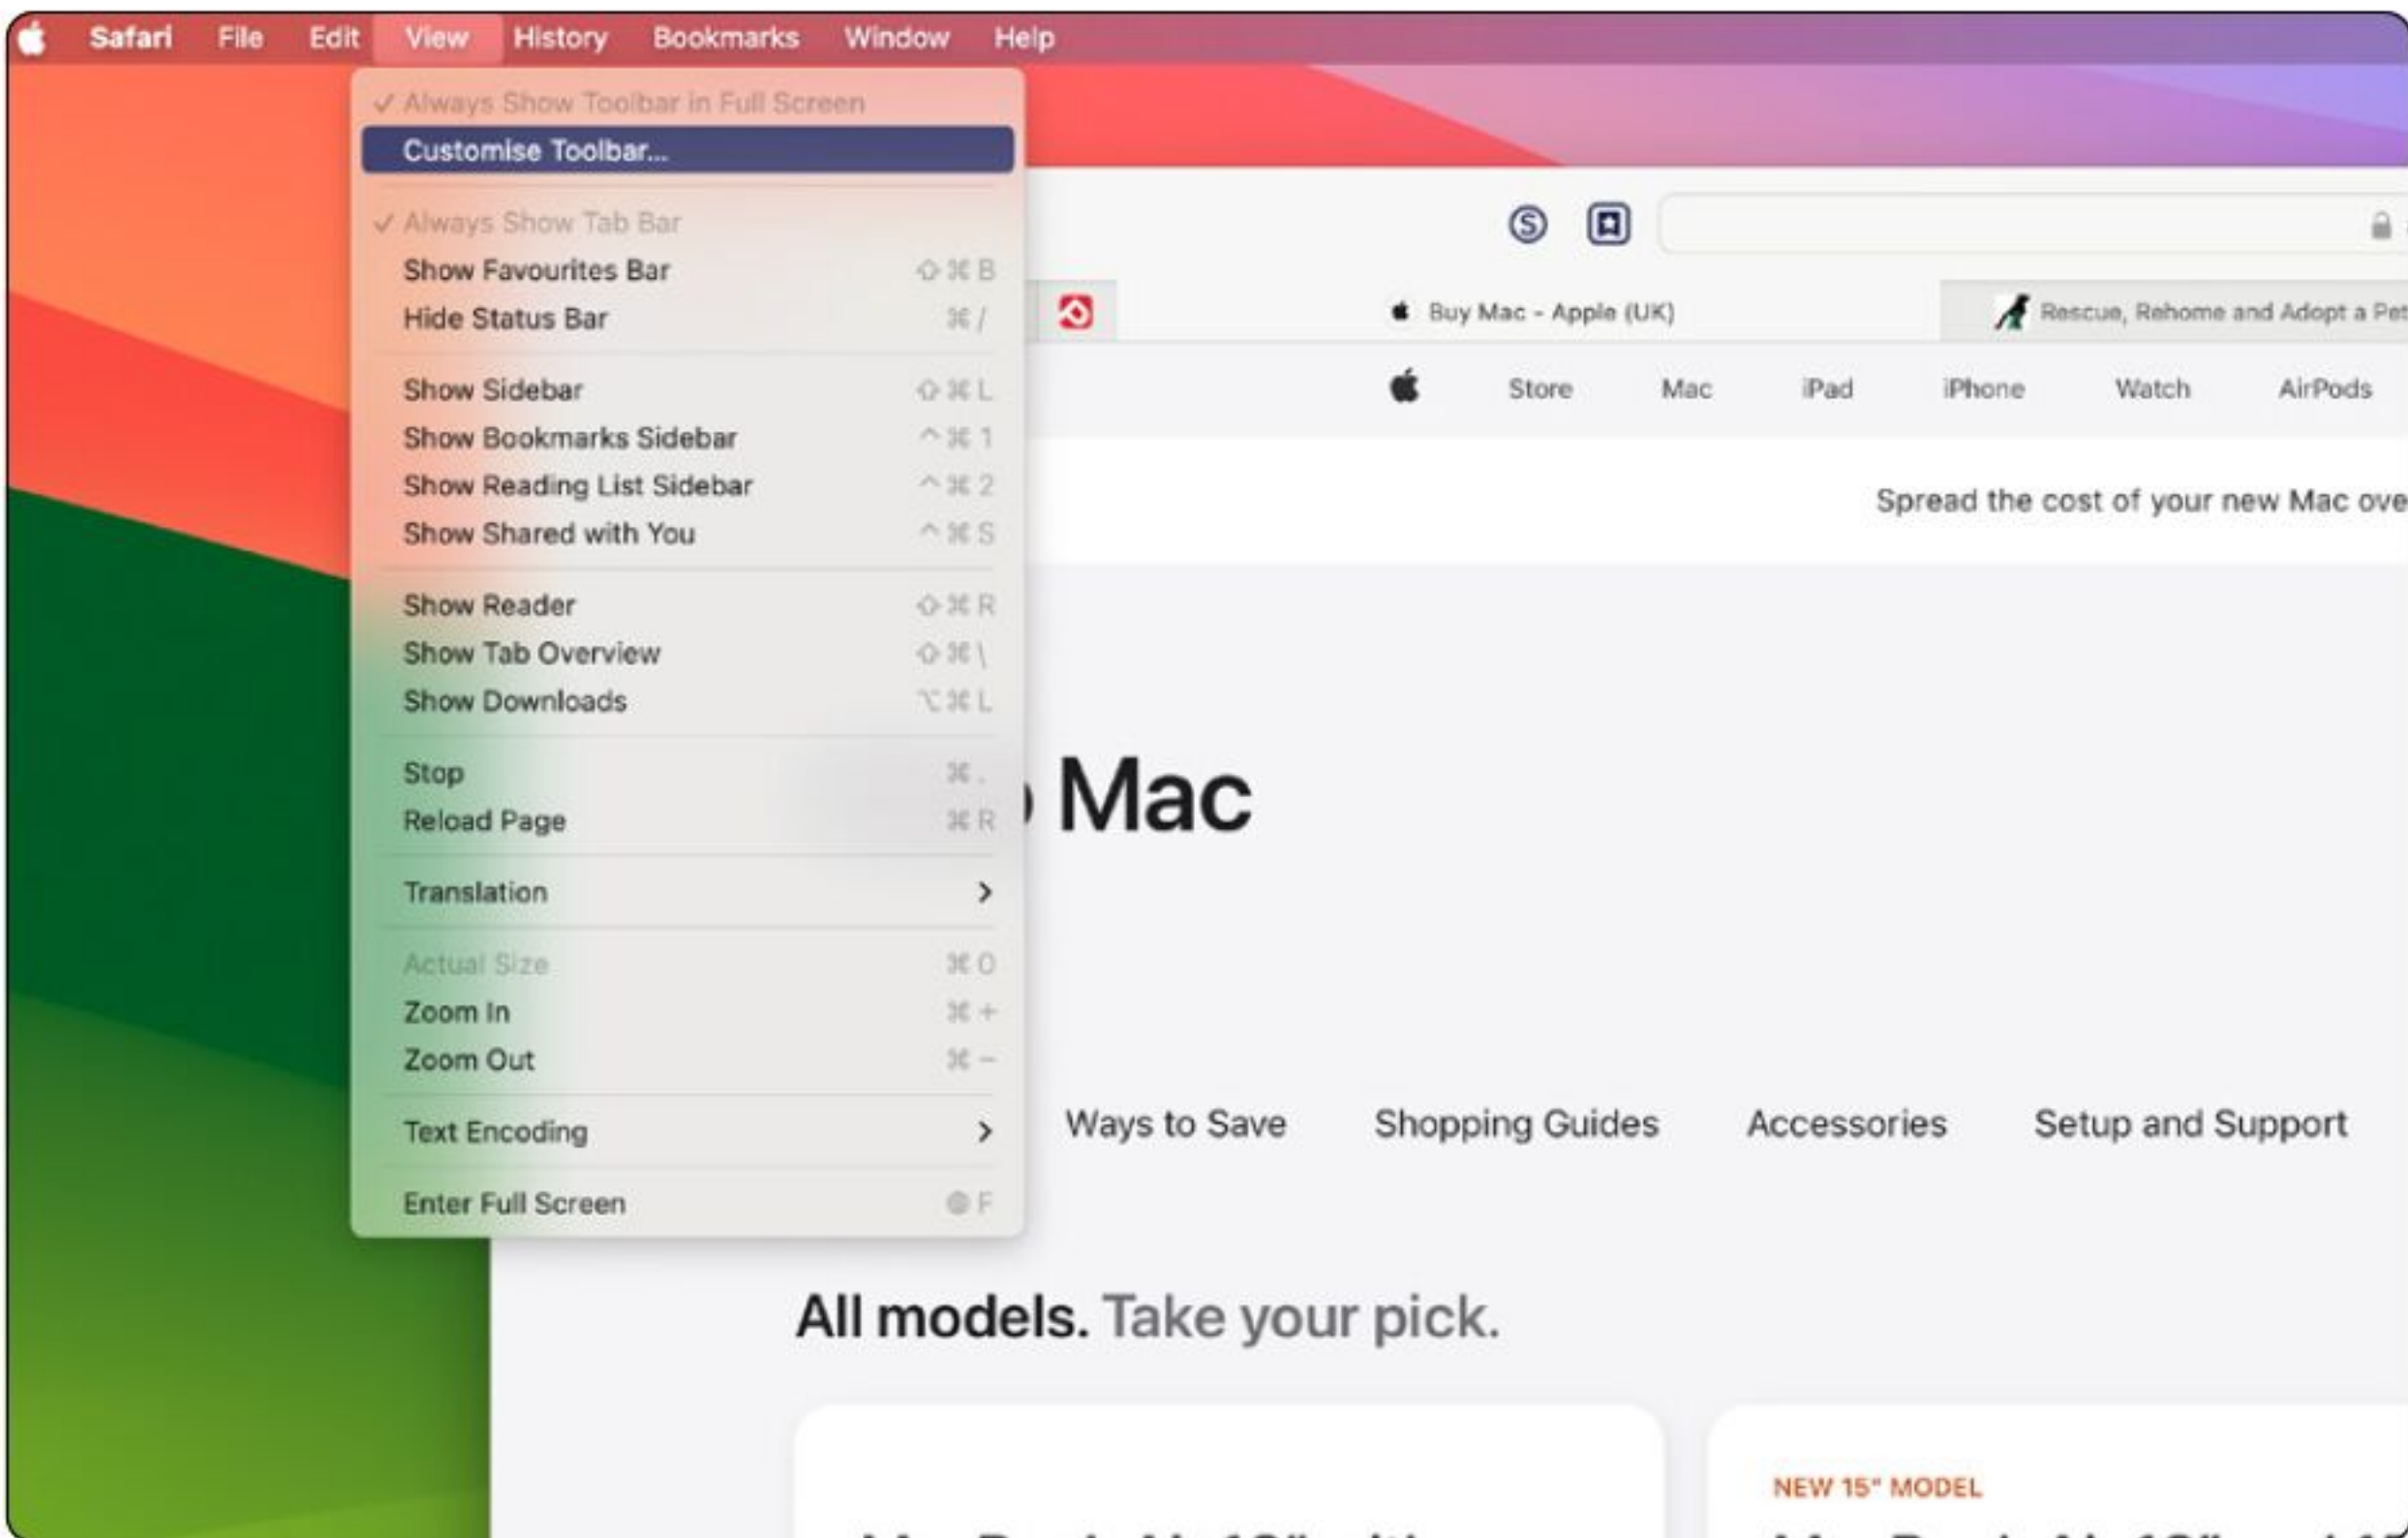 Safari File Edit View History Bookmarks Window Help
✓ Always Show Toolbar in Full Screen
Customise Toolbar...
✓ Always Show Tab Bar
Show Favourites Bar ⇧⌘B
Hide Status Bar ⌘/
Show Sidebar ⇧⌘L
Show Bookmarks Sidebar ^⌘1
Show Reading List Sidebar ^⌘2
Show Shared with You ^⌘S
Show Reader ⇧⌘R
Show Tab Overview ⇧⌘\
Show Downloads ⌥⌘L
Stop ⌘.
Reload Page ⌘R
Translation >
Actual Size ⌘0
Zoom In ⌘+
Zoom Out ⌘−
Text Encoding >
Enter Full Screen F
S
Buy Mac - Apple (UK) Rescue, Rehome and Adopt a Pet
Store Mac iPad iPhone Watch AirPods
Spread the cost of your new Mac ove
Mac
Ways to Save Shopping Guides Accessories Setup and Support
All models. Take your pick.
NEW 15" MODEL